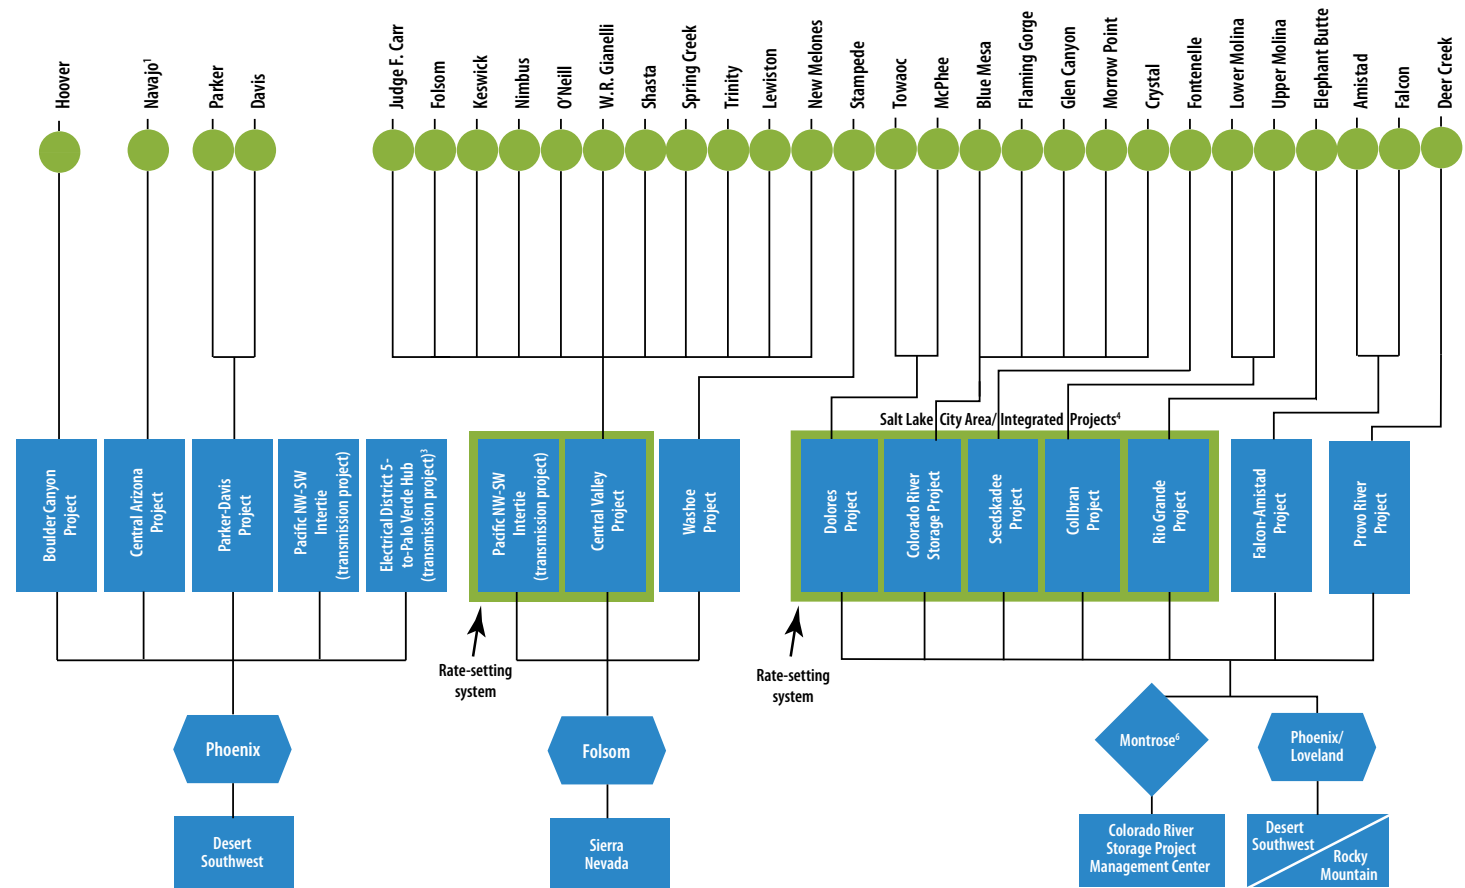 Hoover
Navajo¹
Parker
Davis
Judge F. Carr
Folsom
Keswick
Nimbus
O'Neill
W.R. Gianelli
Shasta
Spring Creek
Trinity
Lewiston
New Melones
Stampede
Towaoc
McPhee
Blue Mesa
Flaming Gorge
Glen Canyon
Morrow Point
Crystal
Fontenelle
Lower Molina
Upper Molina
Elephant Butte
Amistad
Falcon
Deer Creek
Salt Lake City Area/ Integrated Projects⁴
Boulder Canyon
Project
Central Arizona
Project
Parker-Davis
Project
Pacific NW-SW
Intertie
(transmission project)
Electrical District 5-
to-Palo Verde Hub
(transmission project)³
Pacific NW-SW
Intertie
(transmission project)
Central Valley
Project
Washoe
Project
Dolores
Project
Colorado River
Storage Project
Seedskadee
Project
Collbran
Project
Rio Grande
Project
Falcon-Amistad
Project
Provo River
Project
Rate-setting
system
Rate-setting
system
Phoenix
Folsom
Montrose⁶
Phoenix/
Loveland
Desert
Southwest
Sierra
Nevada
Colorado River
Storage Project
Management Center
Desert
Southwest
Rocky
Mountain